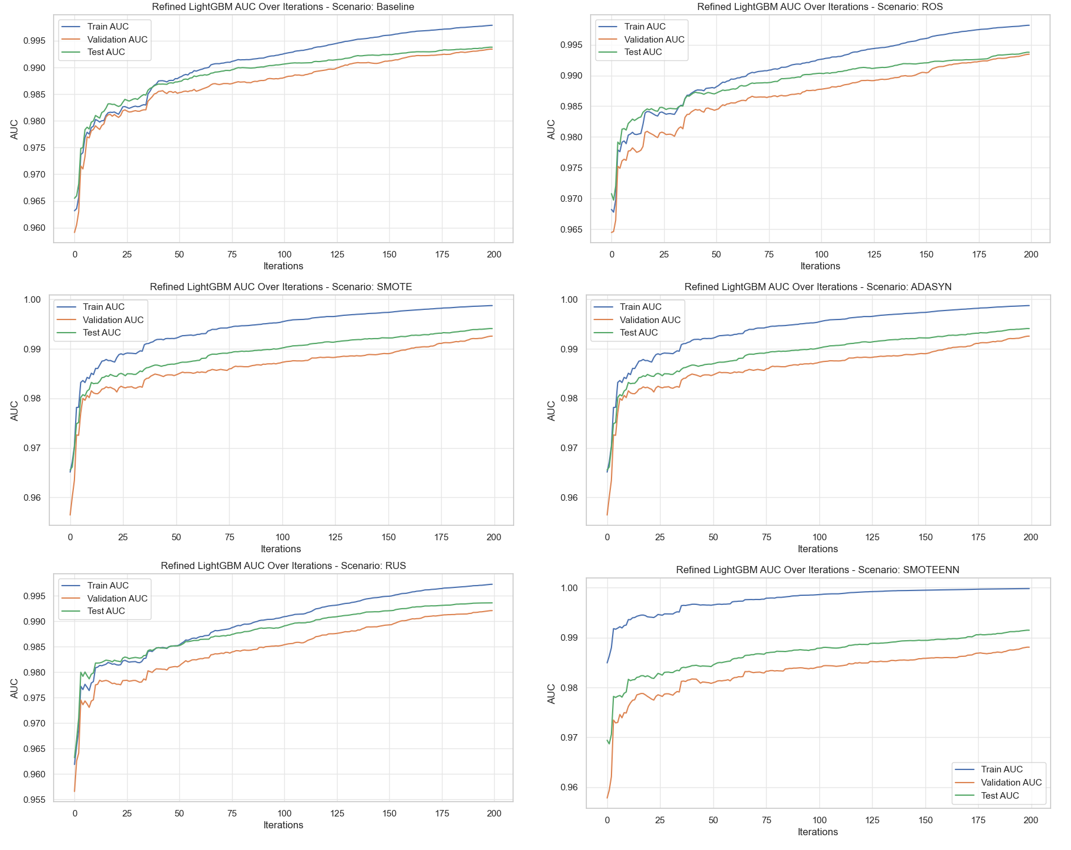 Refined LightGBM AUC Over Iterations - Scenario: Baseline
Train AUC
Validation AUC
Test AUC
0.995
0.990
0.985
0.980
0.975
0.970
0.965
0.960
AUC
0 25 50 75 100 125 150 175 200
Iterations
Refined LightGBM AUC Over Iterations - Scenario: ROS
Train AUC
Validation AUC
Test AUC
0.995
0.990
0.985
0.980
0.975
0.970
0.965
AUC
0 25 50 75 100 125 150 175 200
Iterations
Refined LightGBM AUC Over Iterations - Scenario: SMOTE
Train AUC
Validation AUC
Test AUC
1.00
0.99
0.98
0.97
0.96
AUC
0 25 50 75 100 125 150 175 200
Iterations
Refined LightGBM AUC Over Iterations - Scenario: ADASYN
Train AUC
Validation AUC
Test AUC
1.00
0.99
0.98
0.97
0.96
AUC
0 25 50 75 100 125 150 175 200
Iterations
Refined LightGBM AUC Over Iterations - Scenario: RUS
Train AUC
Validation AUC
Test AUC
0.995
0.990
0.985
0.980
0.975
0.970
0.965
0.960
0.955
AUC
0 25 50 75 100 125 150 175 200
Iterations
Refined LightGBM AUC Over Iterations - Scenario: SMOTEENN
1.00
0.99
0.98
0.97
0.96
AUC
Train AUC
Validation AUC
Test AUC
0 25 50 75 100 125 150 175 200
Iterations